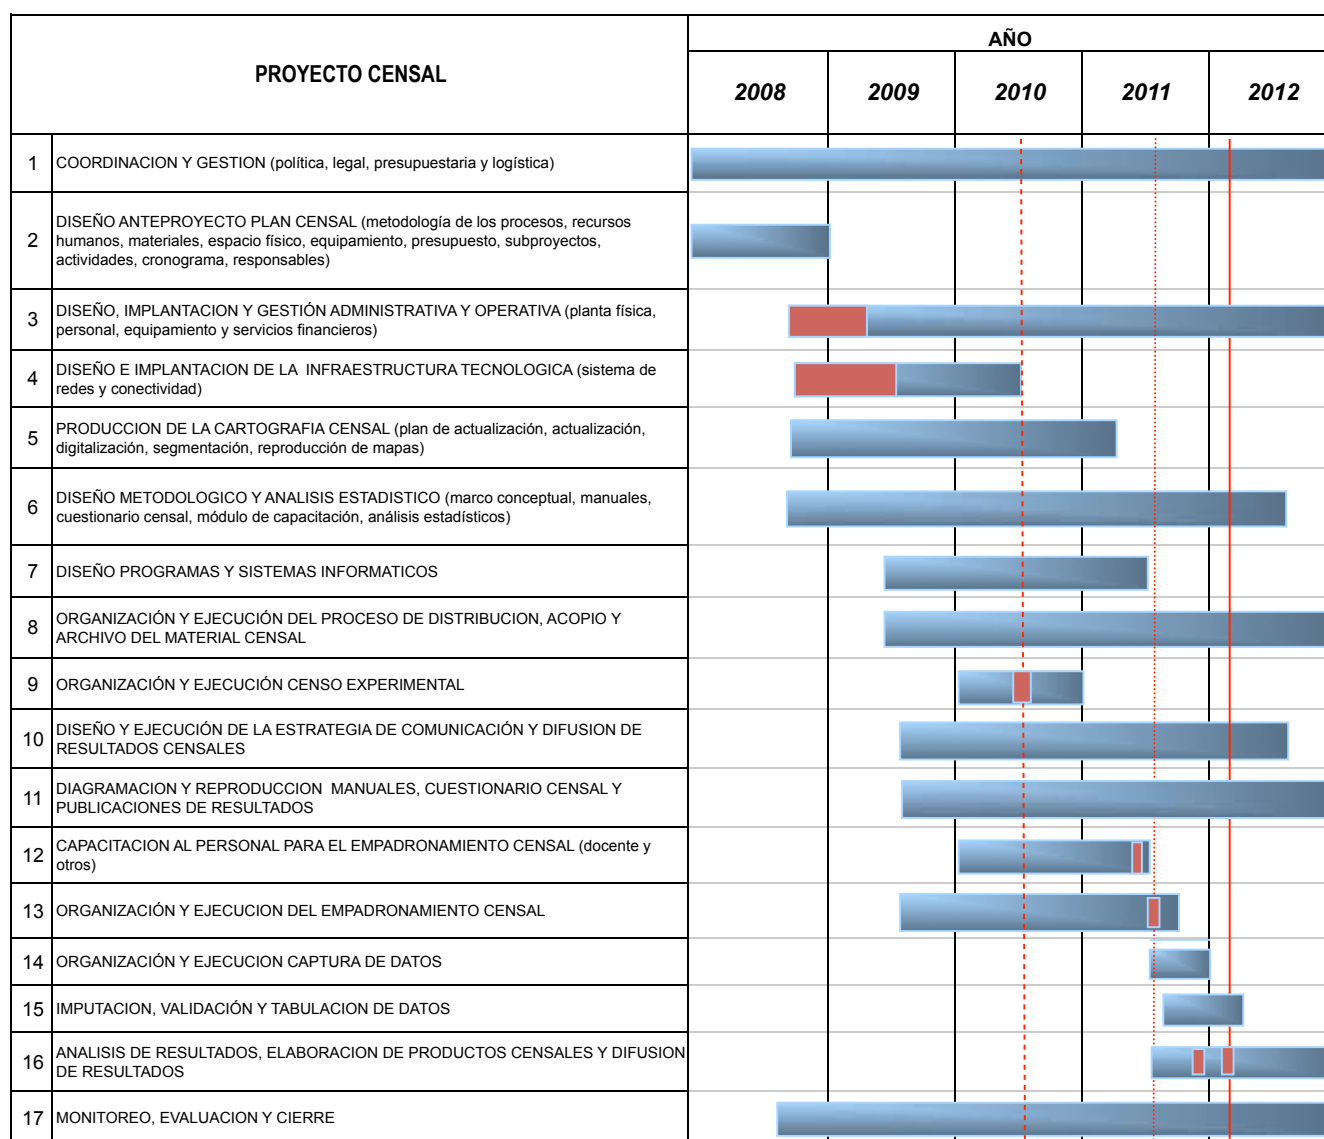 PROYECTO CENSAL
AÑO
2008 2009 2010 2011 2012
1 COORDINACION Y GESTION (política, legal, presupuestaria y logística)
2 DISEÑO ANTEPROYECTO PLAN CENSAL (metodología de los procesos, recursos
humanos, materiales, espacio físico, equipamiento, presupuesto, subproyectos,
actividades, cronograma, responsables)
3 DISEÑO, IMPLANTACION Y GESTIÓN ADMINISTRATIVA Y OPERATIVA (planta física,
personal, equipamiento y servicios financieros)
4 DISEÑO E IMPLANTACION DE LA INFRAESTRUCTURA TECNOLOGICA (sistema de
redes y conectividad)
5 PRODUCCION DE LA CARTOGRAFIA CENSAL (plan de actualización, actualización,
digitalización, segmentación, reproducción de mapas)
6 DISEÑO METODOLOGICO Y ANALISIS ESTADISTICO (marco conceptual, manuales,
cuestionario censal, módulo de capacitación, análisis estadísticos)
7 DISEÑO PROGRAMAS Y SISTEMAS INFORMATICOS
8 ORGANIZACIÓN Y EJECUCIÓN DEL PROCESO DE DISTRIBUCION, ACOPIO Y
ARCHIVO DEL MATERIAL CENSAL
9 ORGANIZACIÓN Y EJECUCIÓN CENSO EXPERIMENTAL
10 DISEÑO Y EJECUCIÓN DE LA ESTRATEGIA DE COMUNICACIÓN Y DIFUSION DE
RESULTADOS CENSALES
11 DIAGRAMACION Y REPRODUCCION MANUALES, CUESTIONARIO CENSAL Y
PUBLICACIONES DE RESULTADOS
12 CAPACITACION AL PERSONAL PARA EL EMPADRONAMIENTO CENSAL (docente y
otros)
13 ORGANIZACIÓN Y EJECUCION DEL EMPADRONAMIENTO CENSAL
14 ORGANIZACIÓN Y EJECUCION CAPTURA DE DATOS
15 IMPUTACION, VALIDACIÓN Y TABULACION DE DATOS
16 ANALISIS DE RESULTADOS, ELABORACION DE PRODUCTOS CENSALES Y DIFUSION
DE RESULTADOS
17 MONITOREO, EVALUACION Y CIERRE